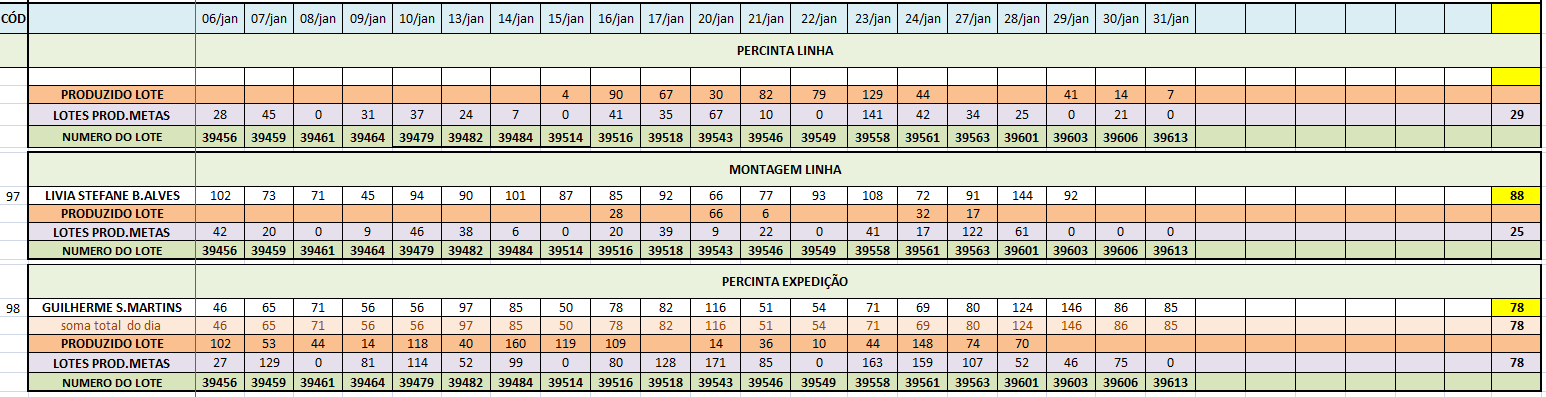 CÓD 06/jan 07/jan 08/jan 09/jan 10/jan 13/jan 14/jan 15/jan 16/jan 17/jan 20/jan 21/jan 22/jan 23/jan 24/jan 27/jan 28/jan 29/jan 30/jan 31/jan
PERCINTA LINHA
PRODUZIDO LOTE 4 90 67 30 82 79 129 44 41 14 7
LOTES PROD.METAS 28 45 0 31 37 24 7 0 41 35 67 10 0 141 42 34 25 0 21 0 29
NUMERO DO LOTE 39456 39459 39461 39464 39479 39482 39484 39514 39516 39518 39543 39546 39549 39558 39561 39563 39601 39603 39606 39613
MONTAGEM LINHA
97 LIVIA STEFANE B.ALVES 102 73 71 45 94 90 101 87 85 92 66 77 93 108 72 91 144 92 88
PRODUZIDO LOTE 28 66 6 32 17
LOTES PROD.METAS 42 20 0 9 46 38 6 0 20 39 9 22 0 41 17 122 61 0 0 0 25
NUMERO DO LOTE 39456 39459 39461 39464 39479 39482 39484 39514 39516 39518 39543 39546 39549 39558 39561 39563 39601 39603 39606 39613
PERCINTA EXPEDIÇÃO
98 GUILHERME S.MARTINS 46 65 71 56 56 97 85 50 78 82 116 51 54 71 69 80 124 146 86 85 78
soma total do dia 46 65 71 56 56 97 85 50 78 82 116 51 54 71 69 80 124 146 86 85 78
PRODUZIDO LOTE 102 53 44 14 118 40 160 119 109 14 36 10 44 148 74 70
LOTES PROD.METAS 27 129 0 81 114 52 99 0 80 128 171 85 0 163 159 107 52 46 75 0 78
NUMERO DO LOTE 39456 39459 39461 39464 39479 39482 39484 39514 39516 39518 39543 39546 39549 39558 39561 39563 39601 39603 39606 39613